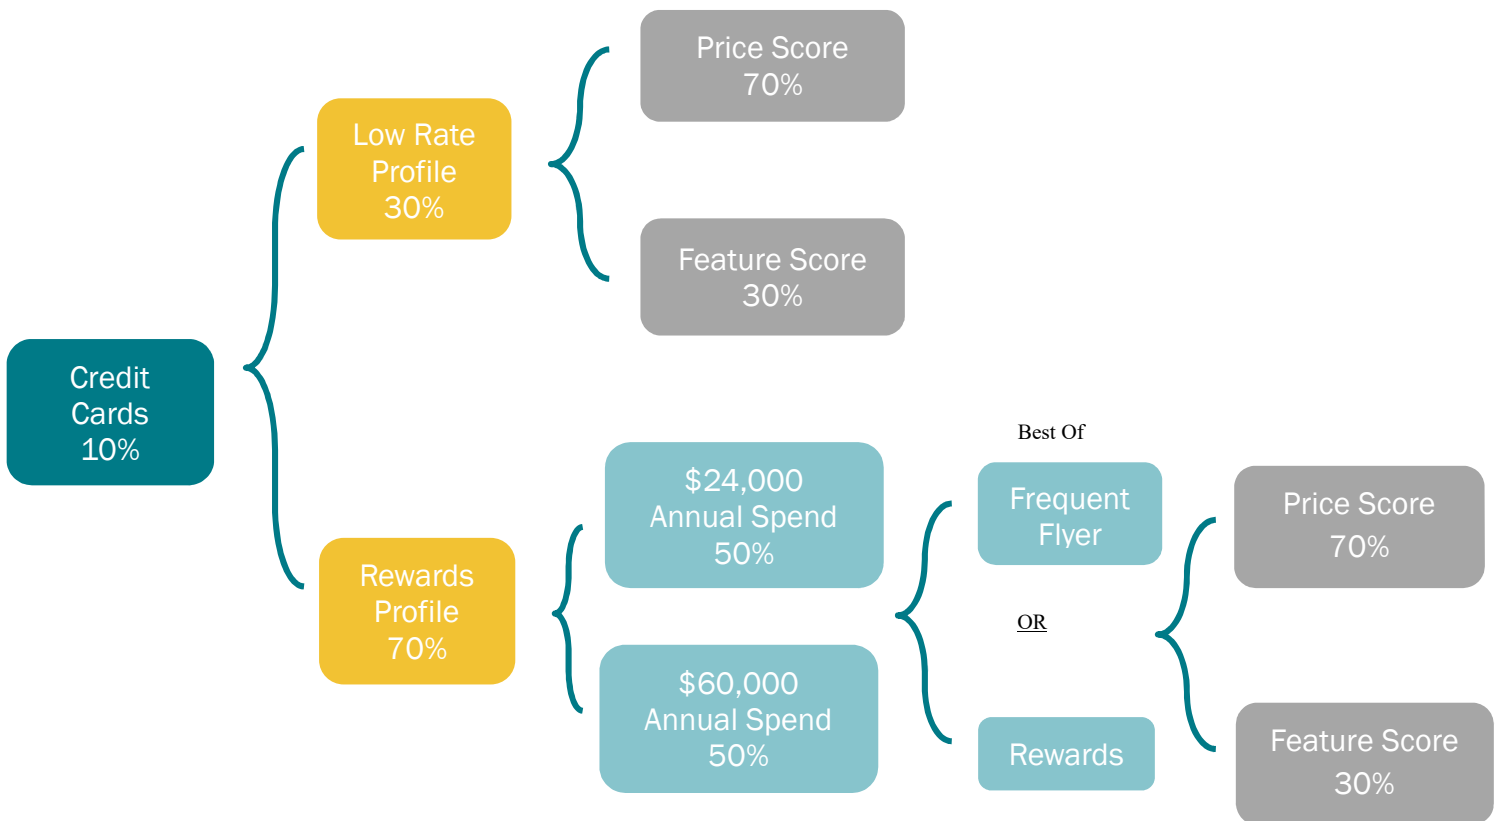 Price Score
70%
Low Rate
Profile
30%
Feature Score
30%
Credit
Cards
10%
Best Of
$24,000
Annual Spend
50%
Frequent
Flyer
Price Score
70%
Rewards
Profile
70%
OR
$60,000
Annual Spend
50%
Rewards
Feature Score
30%